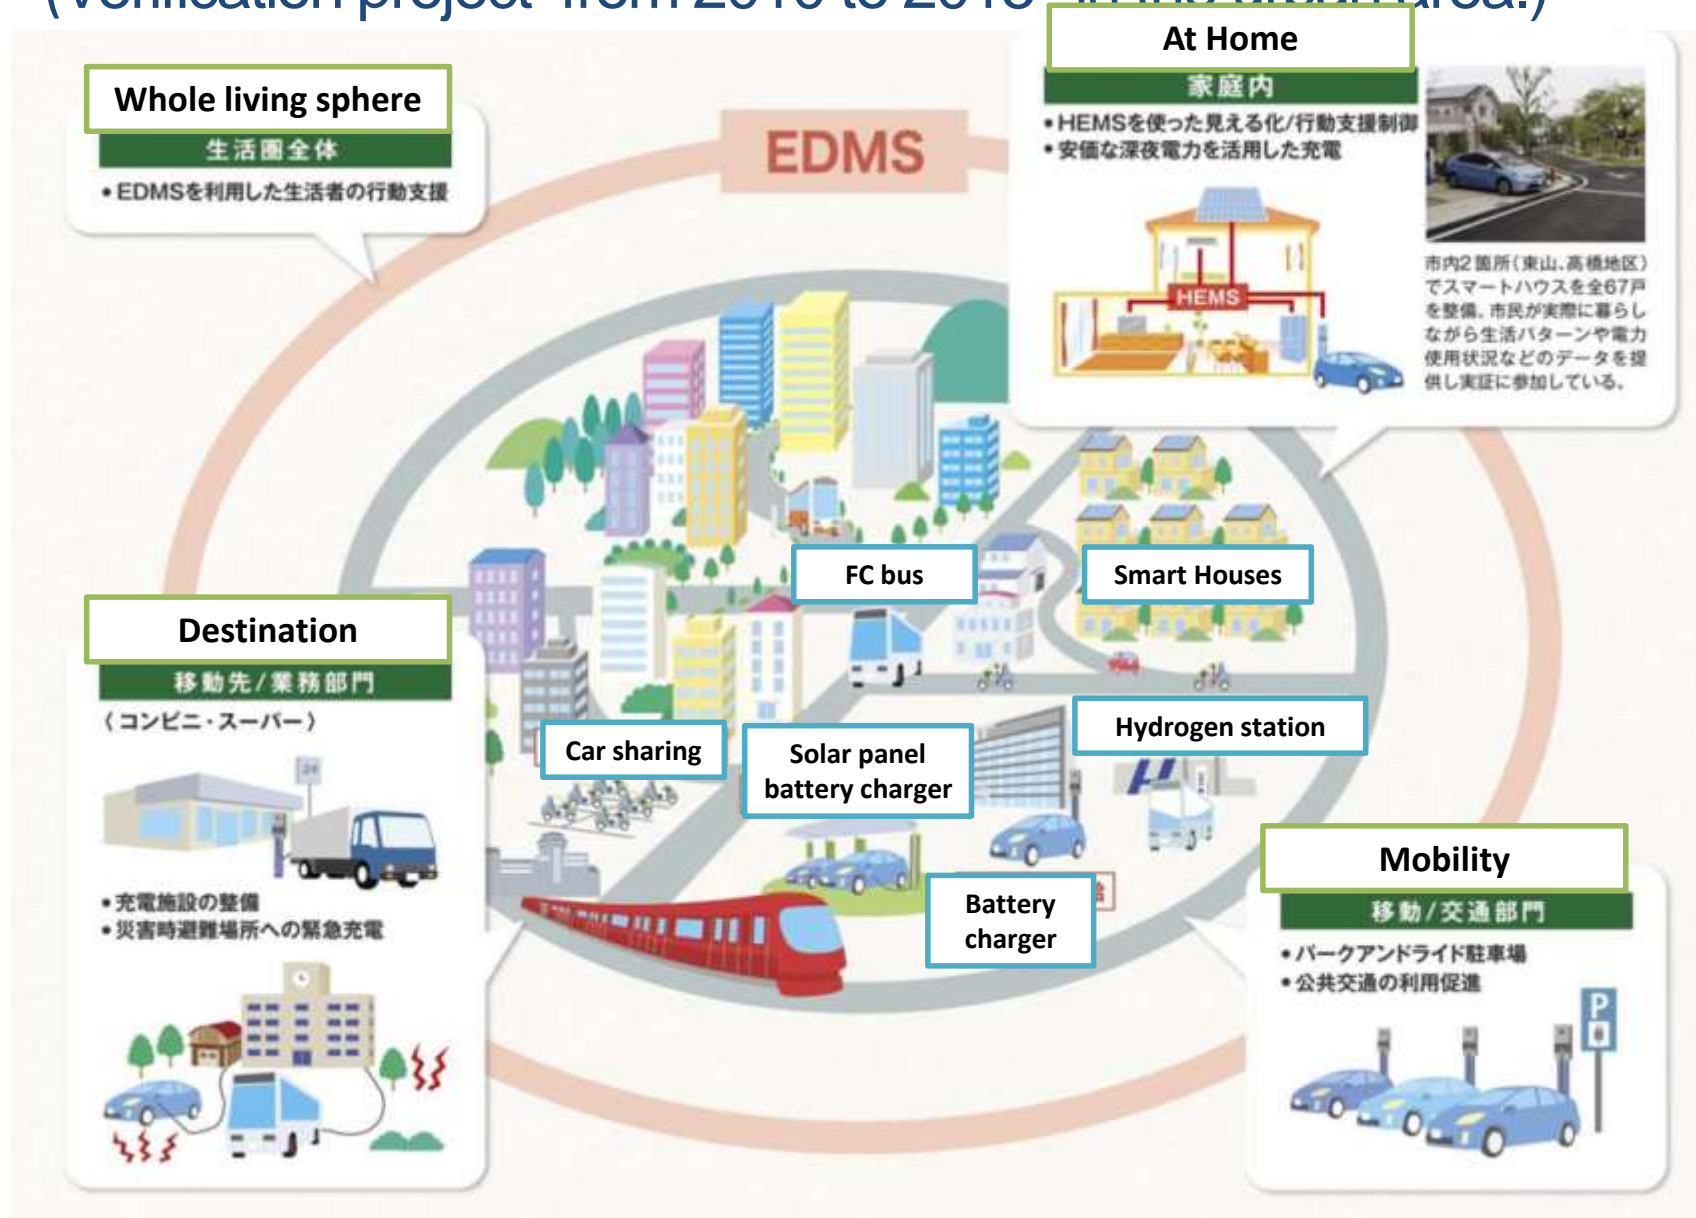 (Verification project from to in the urban area.)
Whole living sphere
生活圏全体
•EDMSを利用した生活者の行動支援
EDMS
At Home
家庭内
•HEMSを使った見える化/行動支援制御
•安価な深夜電力を活用した充電
HEMS
市内2箇所(東山、高橋地区)
でスマートハウスを全67戸
を整備。市民が実際に暮らし
ながら生活パターンや電力
使用状況などのデータを提
供し実証に参加している。
FC bus
Smart Houses
Destination
移動先/業務部門
〈コンビニ・スーパー〉
24
•充電施設の整備
•災害時避難場所への緊急充電
Car sharing
Solar panel
battery charger
Hydrogen station
Battery
charger
Mobility
移動/交通部門
•パークアンドライド駐車場
•公共交通の利用促進
P